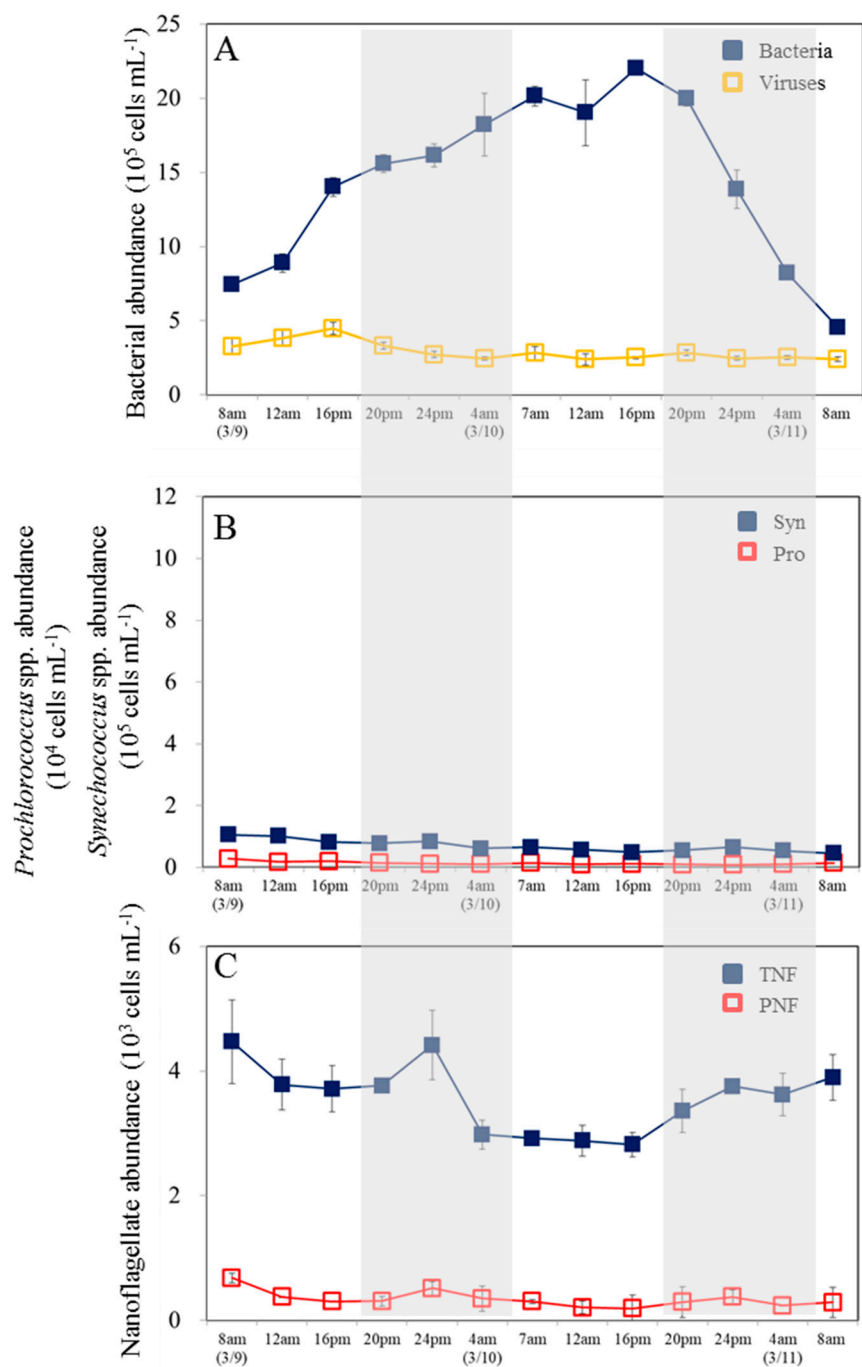 A
Bacteria
Viruses
Bacterial abundance (10⁵ cells mL⁻¹)
25
20
15
10
5
0
8am 12am 16pm 20pm 24pm 4am 7am 12am 16pm 20pm 24pm 4am 8am
(3/9) (3/10) (3/11)
B
Syn
Pro
Prochlorococcus spp. abundance
(10⁴ cells mL⁻¹)
Synechococcus spp. abundance
(10⁵ cells mL⁻¹)
12
10
8
6
4
2
0
8am 12am 16pm 20pm 24pm 4am 7am 12am 16pm 20pm 24pm 4am 8am
(3/9) (3/10) (3/11)
C
TNF
PNF
Nanoflagellate abundance (10³ cells mL⁻¹)
6
4
2
0
8am 12am 16pm 20pm 24pm 4am 7am 12am 16pm 20pm 24pm 4am 8am
(3/9) (3/10) (3/11)